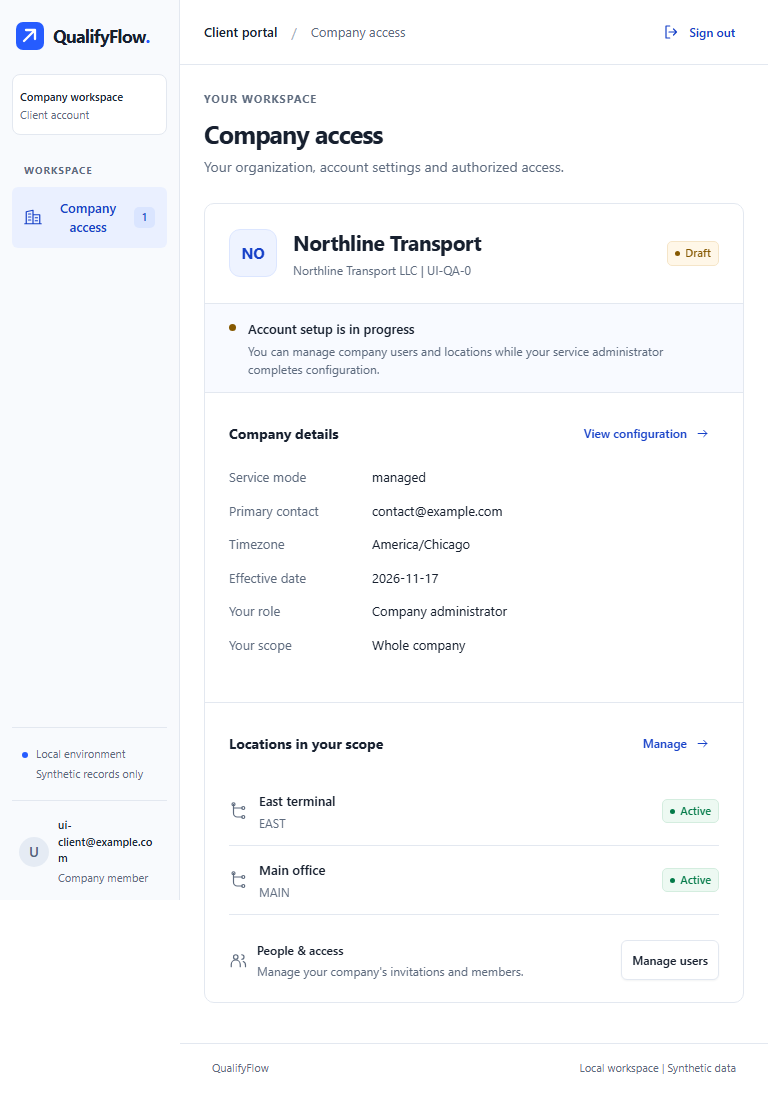 QualifyFlow.
Company workspace
Client account
WORKSPACE
Company
access
1
Local environment
Synthetic records only
U
ui-
client@example.co
m
Company member
Client portal / Company access
Sign out
YOUR WORKSPACE
Company access
Your organization, account settings and authorized access.
NO
Northline Transport
Northline Transport LLC | UI-QA-0
Draft
Account setup is in progress
You can manage company users and locations while your service administrator
completes configuration.
Company details
View configuration →
Service mode managed
Primary contact contact@example.com
Timezone America/Chicago
Effective date 2026-11-17
Your role Company administrator
Your scope Whole company
Locations in your scope
Manage →
East terminal
EAST
Active
Main office
MAIN
Active
People & access
Manage your company's invitations and members.
Manage users
QualifyFlow
Local workspace | Synthetic data